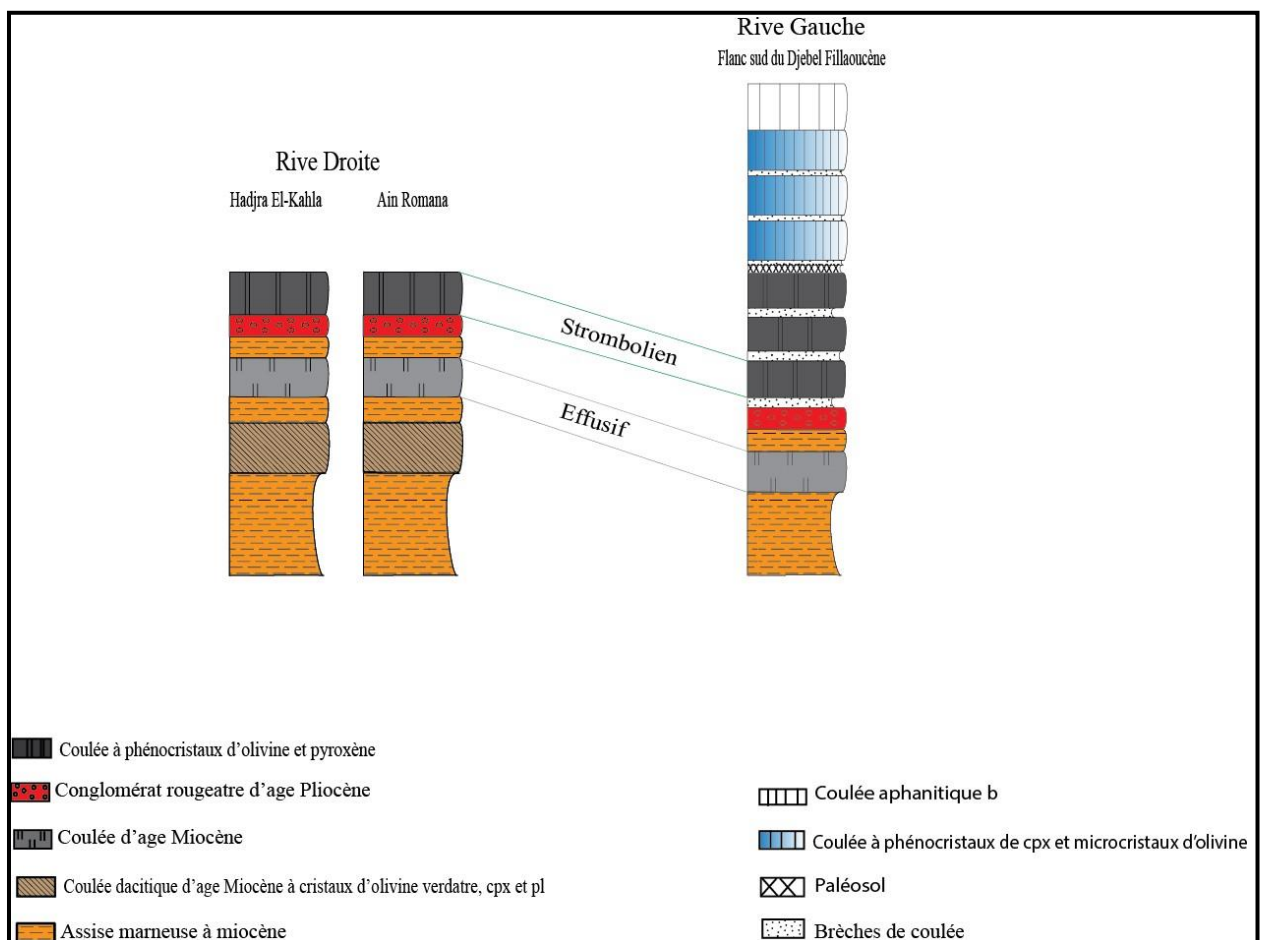 Rive Gauche
Flanc sud du Djebel Fillaoucène
Rive Droite
Hadjra El-Kahla
Ain Romana
Strombolien
Effusif
Coulée à phénocristaux d’olivine et pyroxène
Conglomérat rougeatre d’age Pliocène
Coulée d’age Miocène
Coulée dacitique d’age Miocène à cristaux d’olivine verdatre, cpx et pl
Assise marneuse à miocène
Coulée aphanitique b
Coulée à phénocristaux de cpx et microcristaux d’olivine
Paléosol
Brèches de coulée